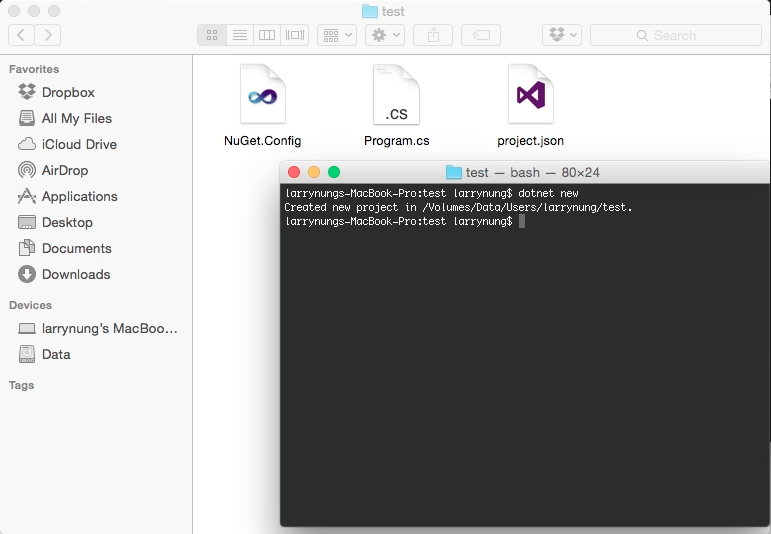 test
Search
Favorites
Dropbox
All My Files
iCloud Drive
AirDrop
Applications
Desktop
Documents
Downloads
Devices
larrynung's MacBoo...
Data
Tags
.CS
NuGet.Config
Program.cs
project.json
test — bash — 80×24
larrynungs-MacBook-Pro:test larrynung$ dotnet new
Created new project in /Volumes/Data/Users/larrynung/test.
larrynungs-MacBook-Pro:test larrynung$